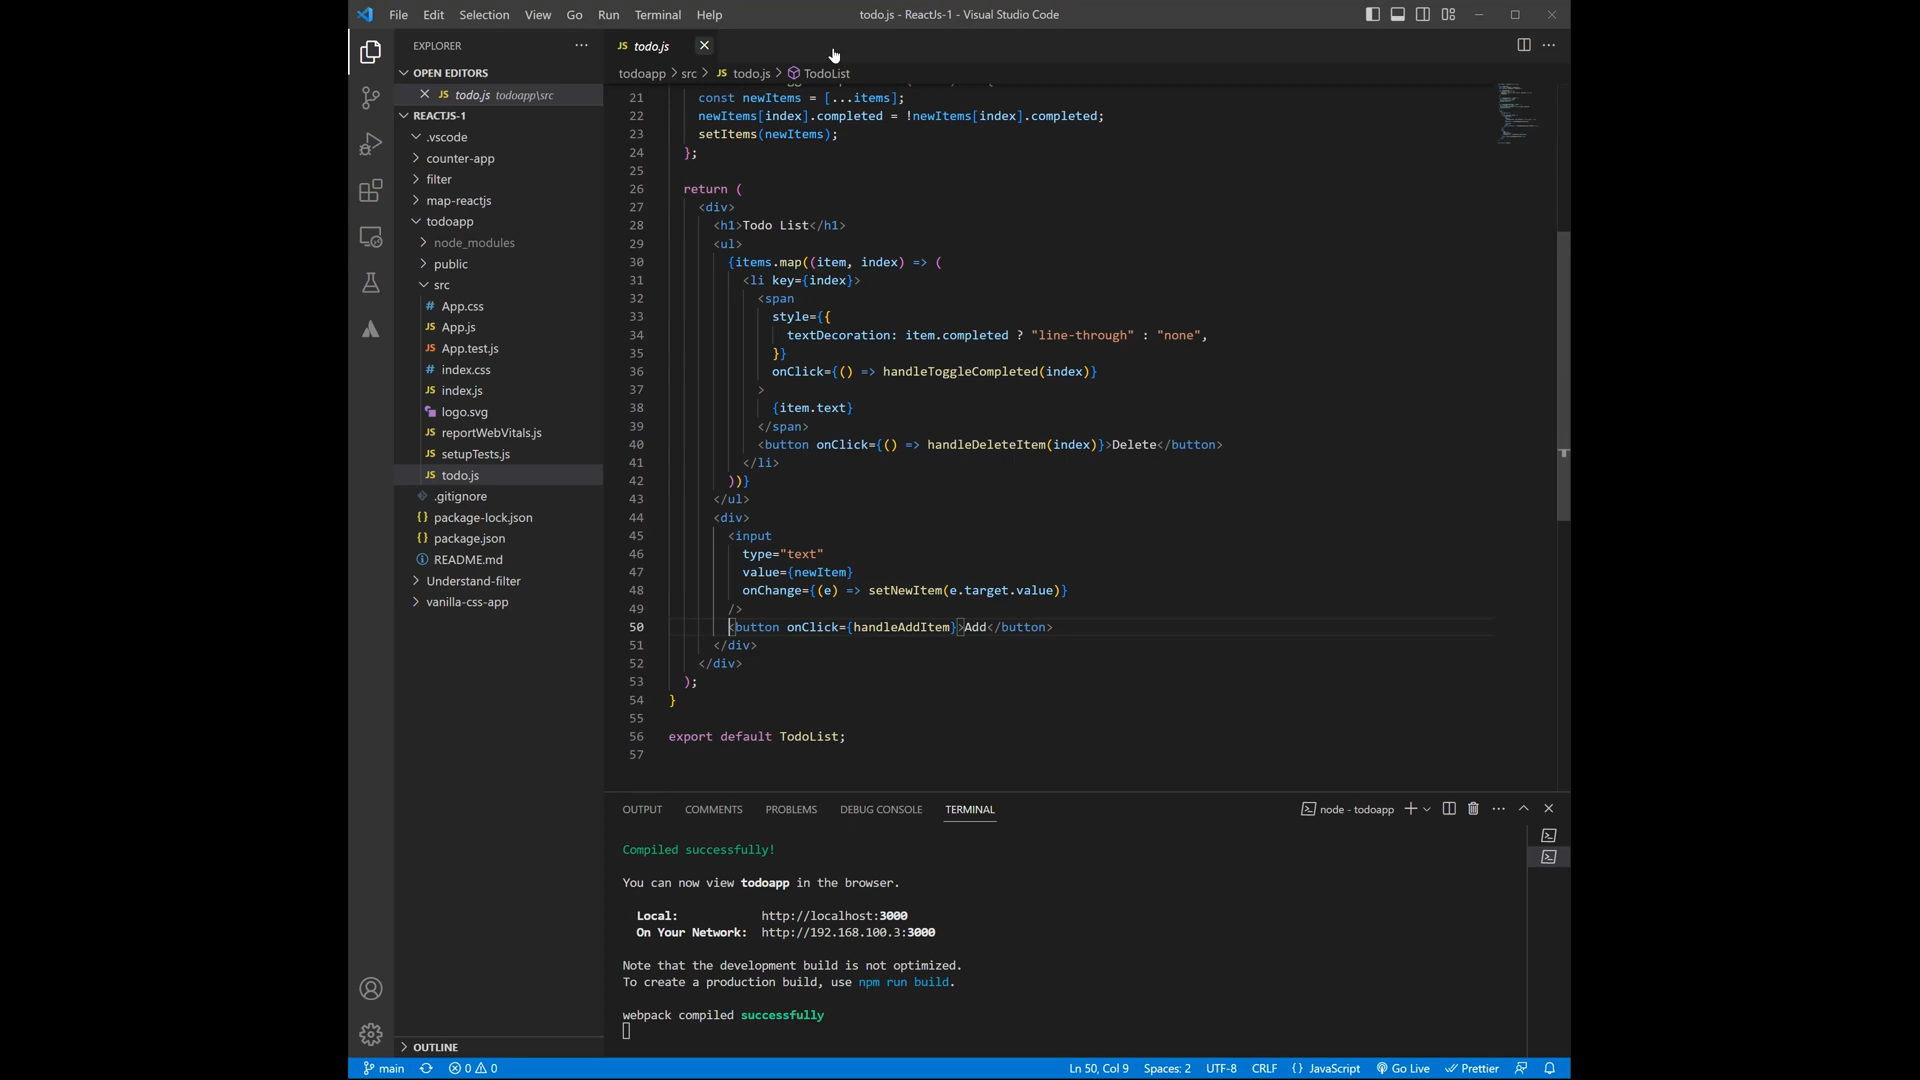 File Edit Selection View Go Run Terminal Help
todo.js - ReactJs-1 - Visual Studio Code
EXPLORER
OPEN EDITORS
JS todo.js todoapp\src
REACTJS-1
.vscode
counter-app
filter
map-reactjs
todoapp
node_modules
public
src
# App.css
JS App.js
JS App.test.js
# index.css
JS index.js
logo.svg
JS reportWebVitals.js
JS setupTests.js
JS todo.js
.gitignore
{} package-lock.json
{} package.json
README.md
Understand-filter
vanilla-css-app
OUTLINE
JS todo.js
todoapp > src > JS todo.js > TodoList
21 const newItems = [...items];
22 newItems[index].completed = !newItems[index].completed;
23 setItems(newItems);
24 };
25
26 return (
27 <div>
28 <h1>Todo List</h1>
29 <ul>
30 {items.map((item, index) => (
31 <li key={index}>
32 <span
33 style={{
34 textDecoration: item.completed ? "line-through" : "none",
35 }}
36 onClick={() => handleToggleCompleted(index)}
37 >
38 {item.text}
39 </span>
40 <button onClick={() => handleDeleteItem(index)}>Delete</button>
41 </li>
42 ))}
43 </ul>
44 <div>
45 <input
46 type="text"
47 value={newItem}
48 onChange={(e) => setNewItem(e.target.value)}
49 />
50 <button onClick={handleAddItem}>Add</button>
51 </div>
52 </div>
53 );
54 }
55
56 export default TodoList;
57
OUTPUT COMMENTS PROBLEMS DEBUG CONSOLE TERMINAL
node - todoapp
Compiled successfully!
You can now view todoapp in the browser.
Local: http://localhost:3000
On Your Network: http://192.168.100.3:3000
Note that the development build is not optimized.
To create a production build, use npm run build.
webpack compiled successfully
main 0 0
Ln 50, Col 9 Spaces: 2 UTF-8 CRLF {} JavaScript Go Live Prettier